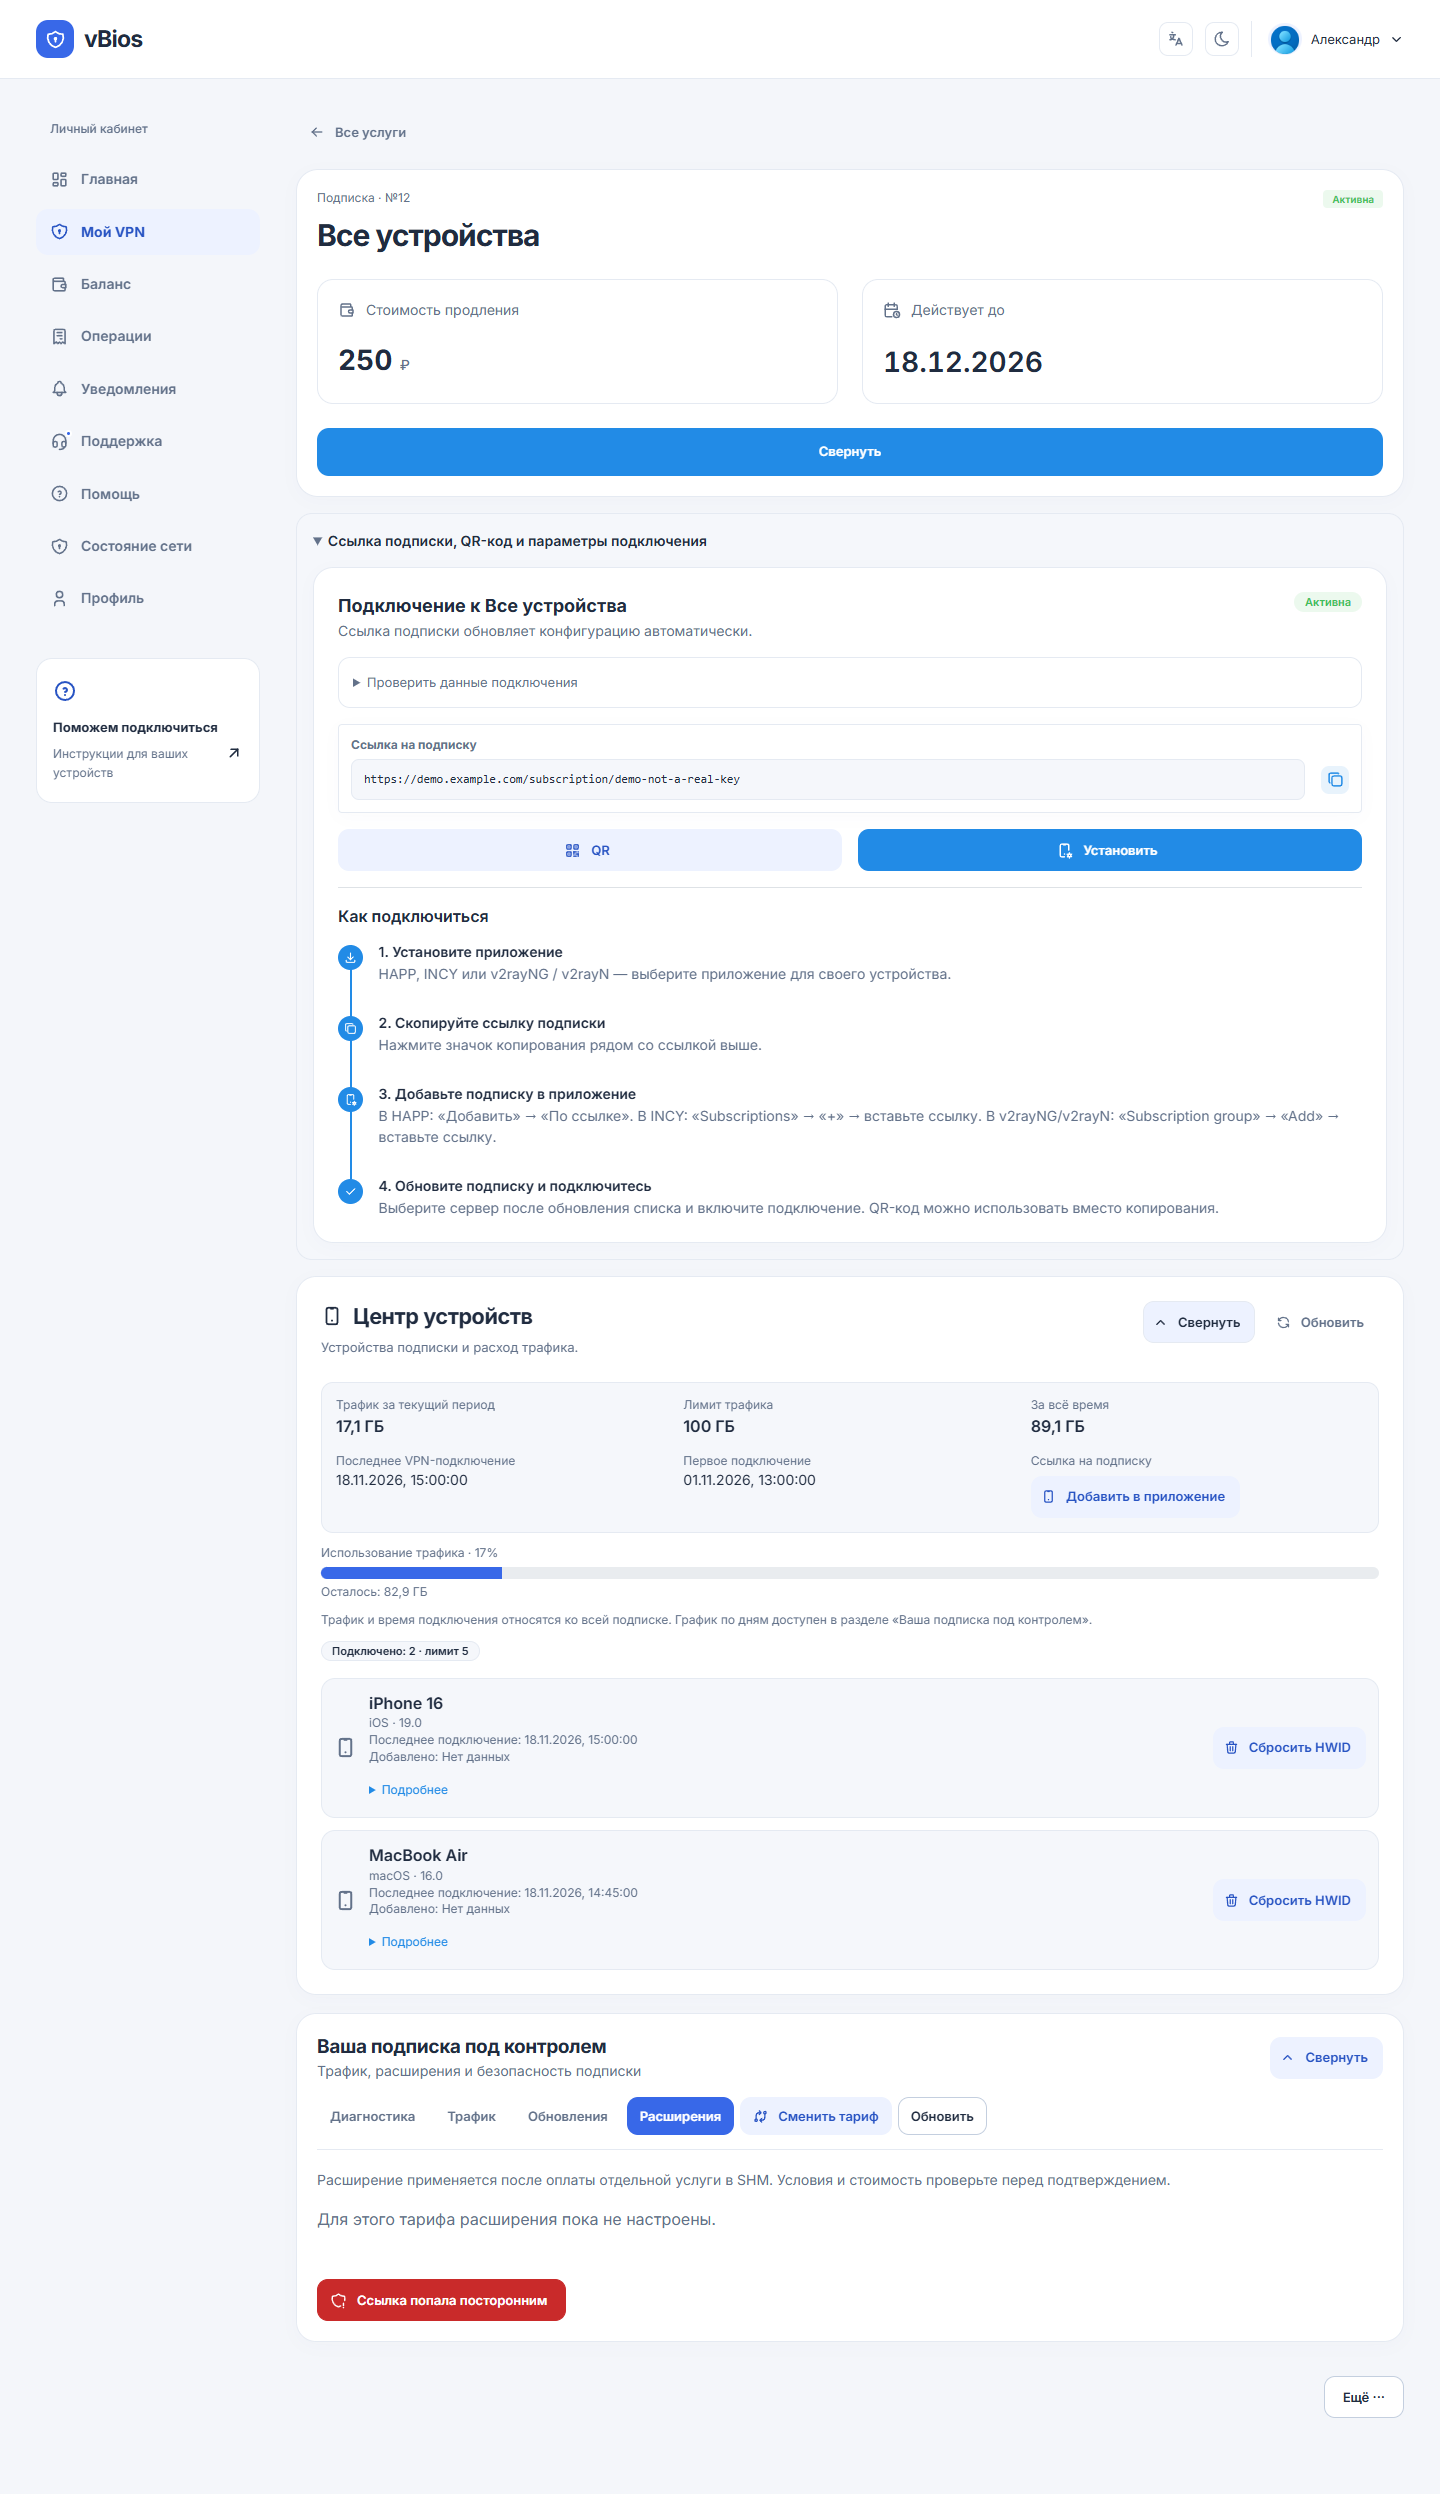 vBios
Александр
Личный кабинет
Главная
Мой VPN
Баланс
Операции
Уведомления
Поддержка
Помощь
Состояние сети
Профиль
Поможем подключиться
Инструкции для ваших
устройств
Все услуги
Подписка · №12
Активна
Все устройства
Стоимость продления
250 ₽
Действует до
18.12.2026
Свернуть
Ссылка подписки, QR-код и параметры подключения
Подключение к Все устройства
Активна
Ссылка подписки обновляет конфигурацию автоматически.
Проверить данные подключения
Ссылка на подписку
https://demo.example.com/subscription/demo-not-a-real-key
QR
Установить
Как подключиться
1. Установите приложение
HAPP, INCY или v2rayNG / v2rayN — выберите приложение для своего устройства.
2. Скопируйте ссылку подписки
Нажмите значок копирования рядом со ссылкой выше.
3. Добавьте подписку в приложение
В HAPP: «Добавить» → «По ссылке». В INCY: «Subscriptions» → «+» → вставьте ссылку. В v2rayNG/v2rayN: «Subscription group» → «Add» →
вставьте ссылку.
4. Обновите подписку и подключитесь
Выберите сервер после обновления списка и включите подключение. QR-код можно использовать вместо копирования.
Центр устройств
Свернуть
Обновить
Устройства подписки и расход трафика.
Трафик за текущий период
17,1 ГБ
Лимит трафика
100 ГБ
За всё время
89,1 ГБ
Последнее VPN-подключение
18.11.2026, 15:00:00
Первое подключение
01.11.2026, 13:00:00
Ссылка на подписку
Добавить в приложение
Использование трафика · 17%
Осталось: 82,9 ГБ
Трафик и время подключения относятся ко всей подписке. График по дням доступен в разделе «Ваша подписка под контролем».
Подключено: 2 · лимит 5
iPhone 16
iOS · 19.0
Последнее подключение: 18.11.2026, 15:00:00
Добавлено: Нет данных
Подробнее
Сбросить HWID
MacBook Air
macOS · 16.0
Последнее подключение: 18.11.2026, 14:45:00
Добавлено: Нет данных
Подробнее
Сбросить HWID
Ваша подписка под контролем
Трафик, расширения и безопасность подписки
Свернуть
Диагностика
Трафик
Обновления
Расширения
Сменить тариф
Обновить
Расширение применяется после оплаты отдельной услуги в SHM. Условия и стоимость проверьте перед подтверждением.
Для этого тарифа расширения пока не настроены.
Ссылка попала посторонним
Ещё ···